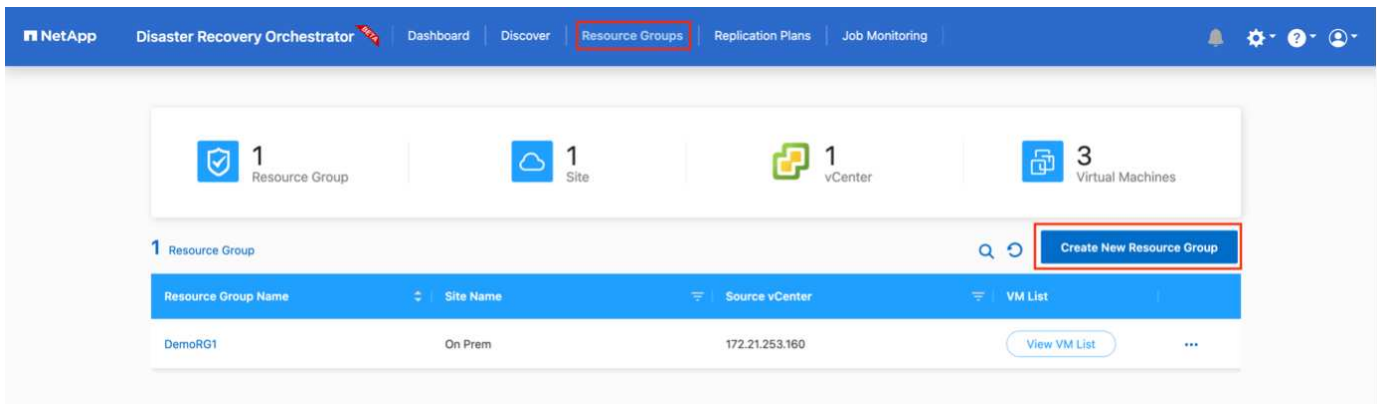 NetApp Disaster Recovery Orchestrator BETA Dashboard Discover Resource Groups Replication Plans Job Monitoring
1
Resource Group
1
Site
1
vCenter
3
Virtual Machines
1 Resource Group Create New Resource Group
Resource Group Name Site Name Source vCenter VM List
DemoRG1 On Prem 172.21.253.160 View VM List